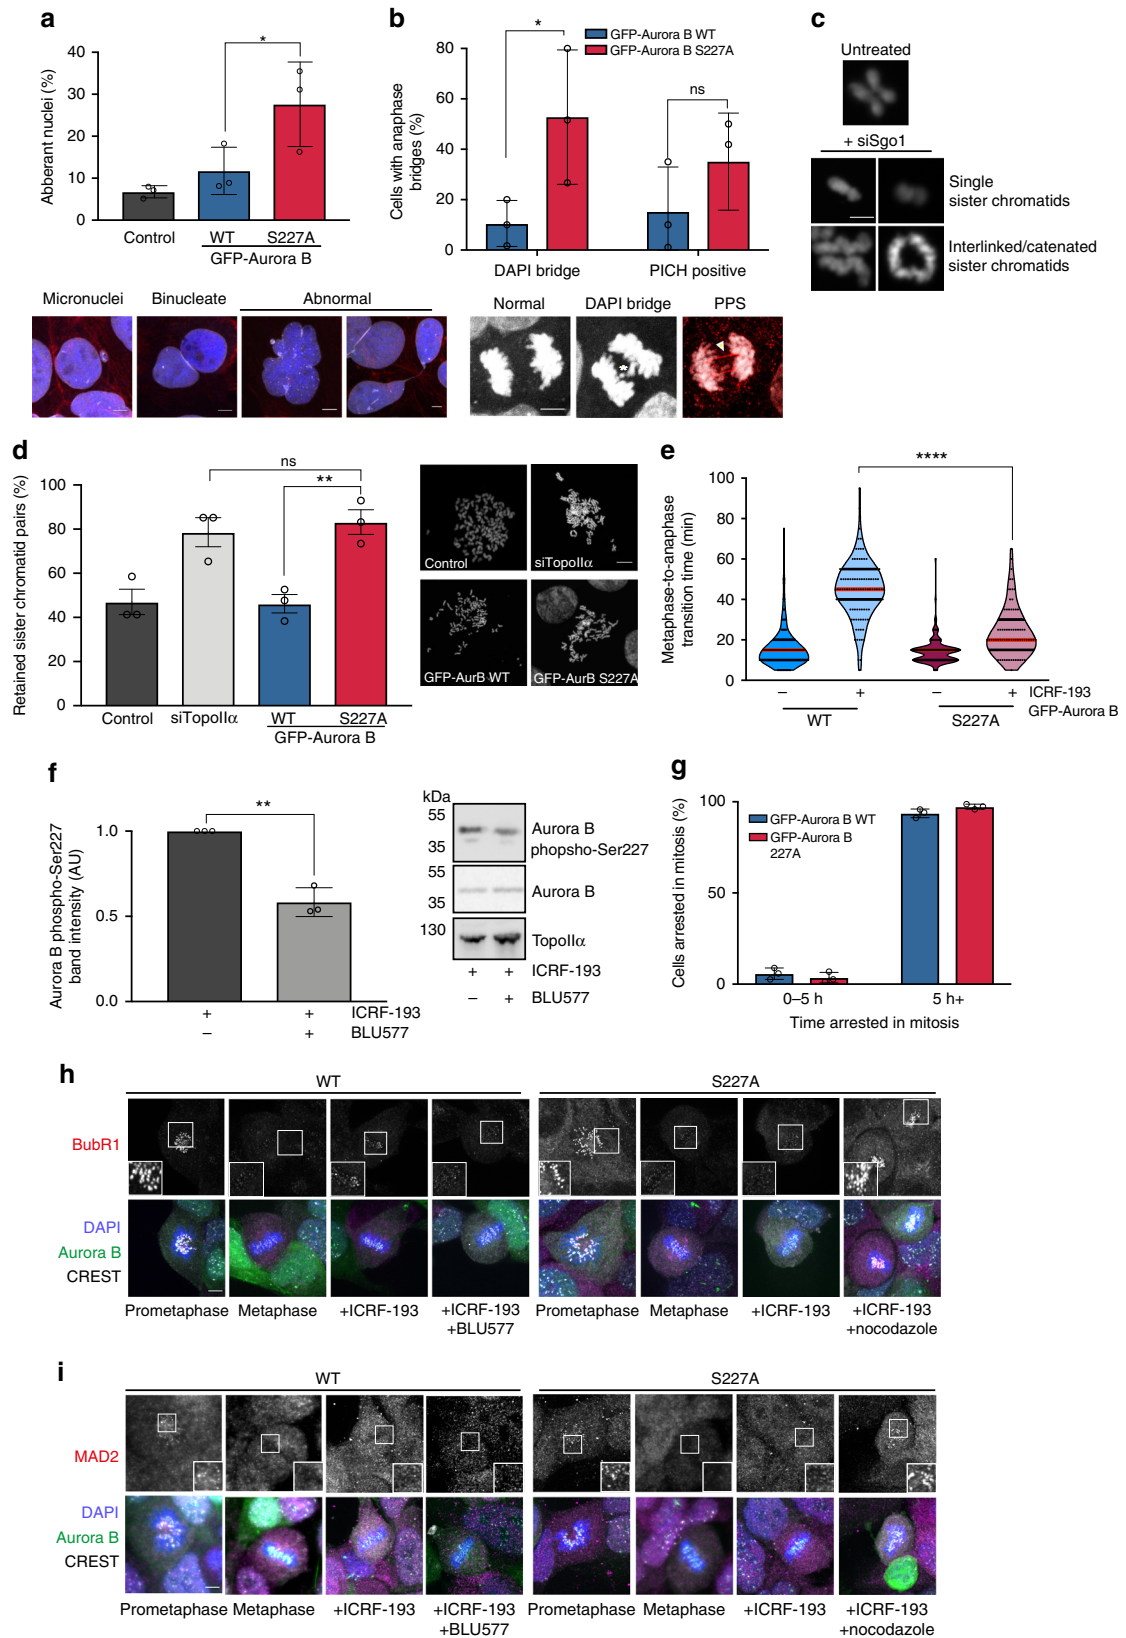 a
Abberant nuclei (%)
40
30
20
10
0
*
Control
WT
S227A
GFP-Aurora B
Micronuclei
Binucleate
Abnormal
b
Cells with anaphase
bridges (%)
80
60
40
20
0
*
ns
GFP-Aurora B WT
GFP-Aurora B S227A
DAPI bridge
PICH positive
Normal
DAPI bridge
PPS
*
c
Untreated
+ siSgo1
Single
sister chromatids
Interlinked/catenated
sister chromatids
d
Retained sister chromatid pairs (%)
100
80
60
40
20
0
ns
**
Control
siTopoIIα
WT
S227A
GFP-Aurora B
Control
siTopoIIα
GFP-AurB WT
GFP-AurB S227A
e
Metaphase-to-anaphase
transition time (min)
100
80
60
40
20
0
****
– + – + ICRF-193
WT
S227A
GFP-Aurora B
f
Aurora B phospho-Ser227
band intensity (AU)
1.0
0.5
0.0
**
+ + ICRF-193
– + BLU577
kDa
55
35
Aurora B
phopsho-Ser227
55
35
Aurora B
130
TopoIIα
+ + ICRF-193
– + BLU577
g
Cells arrested in mitosis (%)
100
50
0
GFP-Aurora B WT
GFP-Aurora B
227A
0–5 h
5 h+
Time arrested in mitosis
h
WT
S227A
BubR1
DAPI
Aurora B
CREST
Prometaphase
Metaphase
+ICRF-193
+ICRF-193
+BLU577
Prometaphase
Metaphase
+ICRF-193
+ICRF-193
+nocodazole
i
WT
S227A
MAD2
DAPI
Aurora B
CREST
Prometaphase
Metaphase
+ICRF-193
+ICRF-193
+BLU577
Prometaphase
Metaphase
+ICRF-193
+ICRF-193
+nocodazole